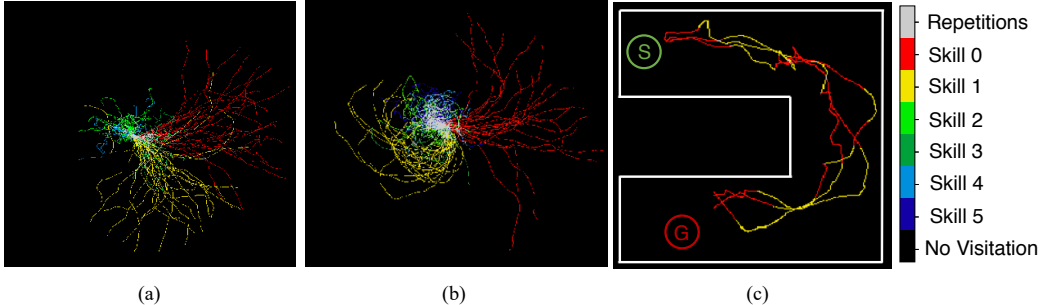 S
G
Repetitions
Skill 0
Skill 1
Skill 2
Skill 3
Skill 4
Skill 5
No Visitation
(a)
(b)
(c)